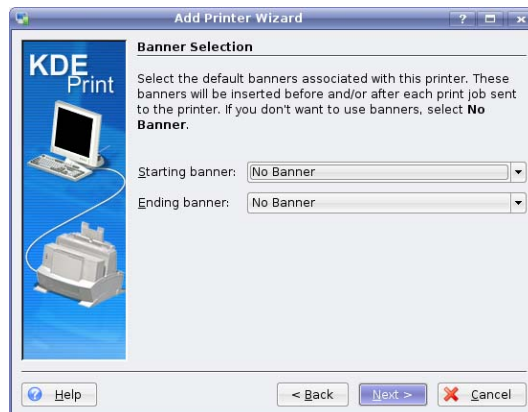 Add Printer Wizard
KDE
Print
Banner Selection
Select the default banners associated with this printer. These
banners will be inserted before and/or after each print job sent
to the printer. If you don't want to use banners, select No
Banner.
Starting banner: No Banner
Ending banner: No Banner
Help < Back Next > Cancel